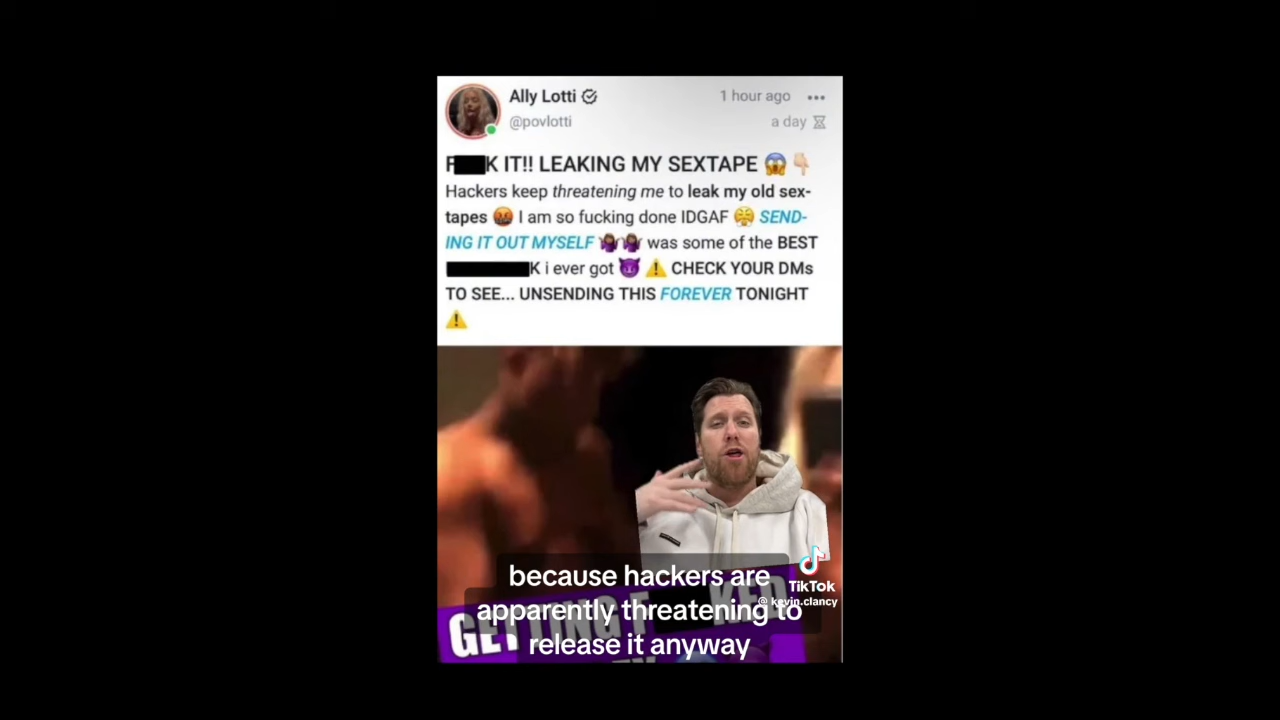 Ally Lotti
1 hour ago
@povlotti
a day
F K IT!! LEAKING MY SEXTAPE 😱👇🏻
Hackers keep threatening me to leak my old sex-
tapes 🤬 I am so fucking done IDGAF 😤 SEND-
ING IT OUT MYSELF 🤷🏾‍♀️🤷🏾‍♀️ was some of the BEST
K i ever got 😈 ⚠️ CHECK YOUR DMs
TO SEE... UNSENDING THIS FOREVER TONIGHT
⚠️
because hackers are
apparently threatening to
release it anyway
TikTok
@ kevin.clancy
GETTING F KED